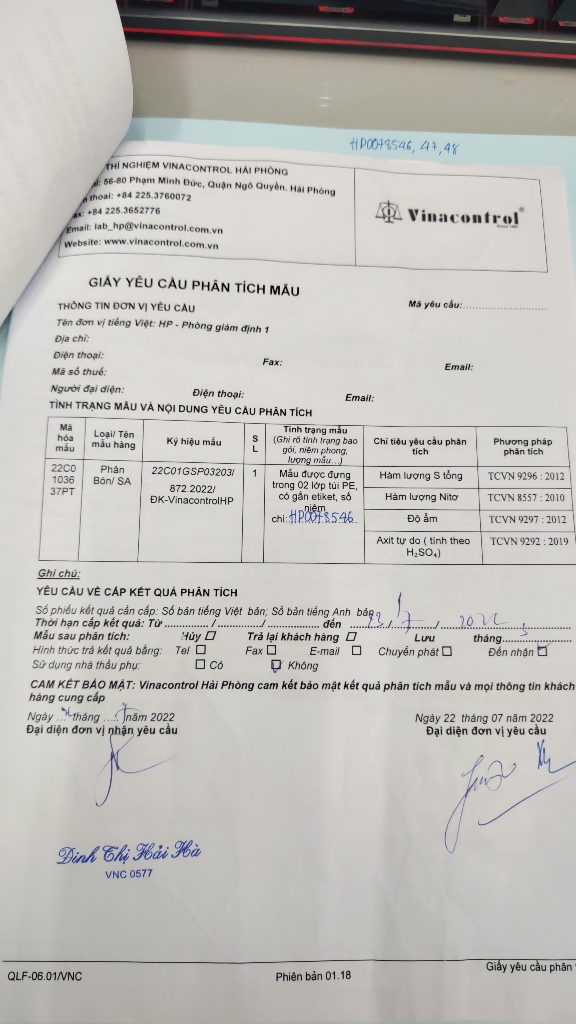 HP0078546, 47, 48
THÍ NGHIỆM VINACONTROL HẢI PHÒNG
56-80 Phạm Minh Đức, Quận Ngô Quyền. Hải Phòng
thoại: +84 225.3760072
+84 225.3652776
Email: lab_hp@vinacontrol.com.vn
Website: www.vinacontrol.com.vn
Vinacontrol®
Since 1957
GIẤY YÊU CẦU PHÂN TÍCH MẪU
Mã yêu cầu:........................
THÔNG TIN ĐƠN VỊ YÊU CẦU
Tên đơn vị tiếng Việt: HP - Phòng giám định 1
Địa chỉ:
Điện thoại: Fax: Email:
Mã số thuế:
Người đại diện: Điện thoại: Email:
TÌNH TRẠNG MẪU VÀ NỘI DUNG YÊU CẦU PHÂN TÍCH
Mã hóa mẫu
Loại/ Tên mẫu hàng
Ký hiệu mẫu
S L
Tình trạng mẫu
(Ghi rõ tình trạng bao gói, niêm phong, lượng mẫu…)
Chỉ tiêu yêu cầu phân tích
Phương pháp phân tích
22C0
1036
37PT
Phân Bón/ SA
22C01GSP03203/
872.2022/
ĐK-VinacontrolHP
1
Mẫu được đựng
trong 02 lớp túi PE,
có gắn etiket, số
niêm
chì: HP0078546
Hàm lượng S tổng TCVN 9296 : 2012
Hàm lượng Nitơ TCVN 8557 : 2010
Độ ẩm TCVN 9297 : 2012
Axit tự do ( tính theo H₂SO₄) TCVN 9292 : 2019
Ghi chú:
YÊU CẦU VỀ CẤP KẾT QUẢ PHÂN TÍCH
Số phiếu kết quả cần cấp: Số bản tiếng Việt bản; Số bản tiếng Anh bản
Thời hạn cấp kết quả: Từ ............. / ............. / ............. đến ...../ 7 / 2022
Mẫu sau phân tích: Hủy ☐ Trả lại khách hàng ☐ Lưu 3 tháng
Hình thức trả kết quả bằng: Tel ☐ Fax ☐ E-mail ☐ Chuyển phát ☐ Đến nhận ☑
Sử dụng nhà thầu phụ: ☐ Có ☑ Không
CAM KẾT BẢO MẬT: Vinacontrol Hải Phòng cam kết bảo mật kết quả phân tích mẫu và mọi thông tin khách
hàng cung cấp
Ngày tháng 7 năm 2022
Đại diện đơn vị nhận yêu cầu
Ngày 22 tháng 07 năm 2022
Đại diện đơn vị yêu cầu
Đinh Thị Hải Hà
VNC 0577
QLF-06.01/VNC
Phiên bản 01.18
Giấy yêu cầu phân